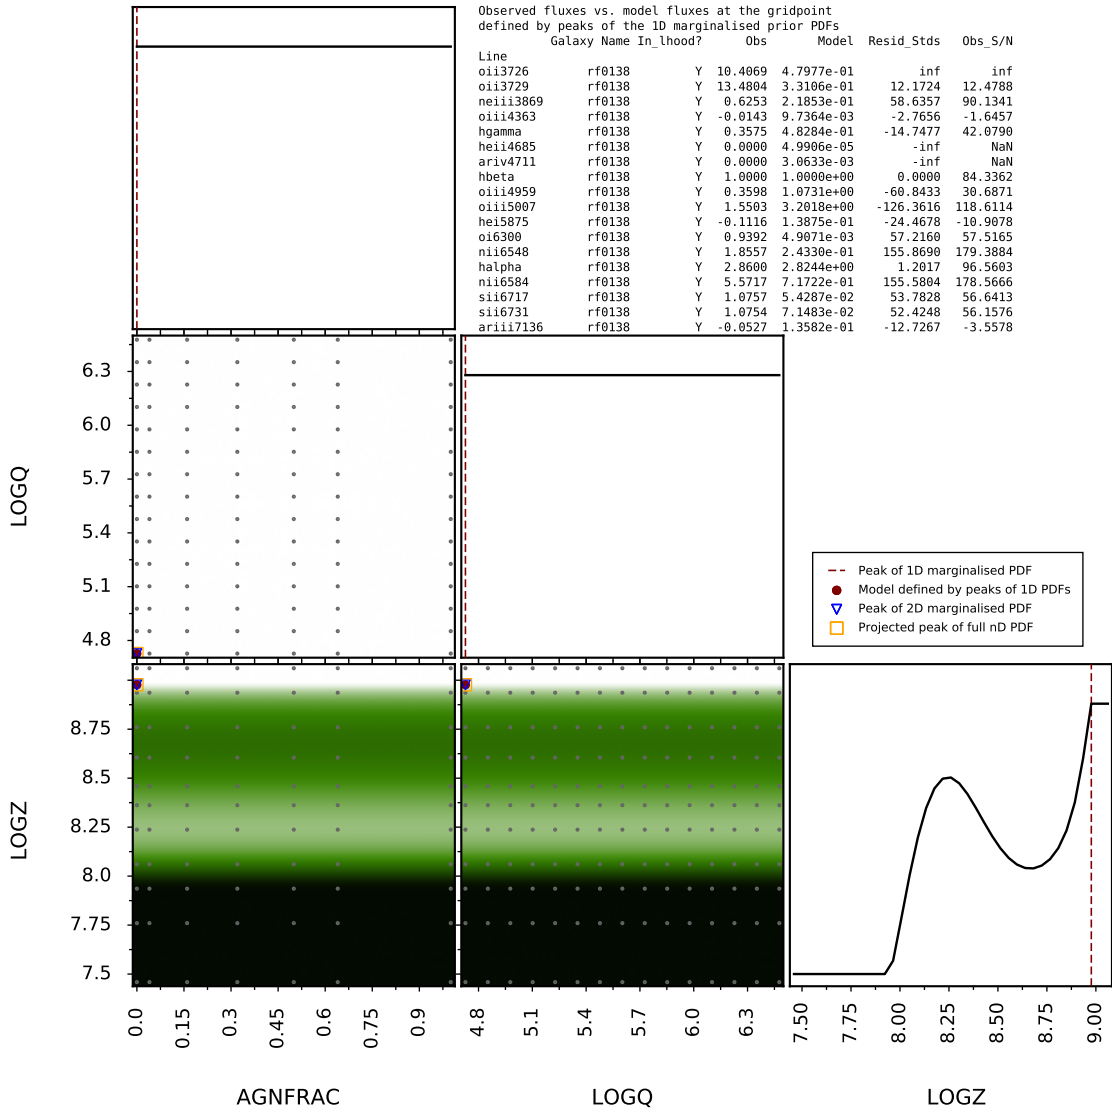 Observed fluxes vs. model fluxes at the gridpoint
defined by peaks of the 1D marginalised prior PDFs
Galaxy Name In_lhood? Obs Model Resid_Stds Obs_S/N
Line
oii3726 rf0138 Y 10.4069 4.7977e-01 inf inf
oii3729 rf0138 Y 13.4804 3.3106e-01 12.1724 12.4788
neiii3869 rf0138 Y 0.6253 2.1853e-01 58.6357 90.1341
oiii4363 rf0138 Y -0.0143 9.7364e-03 -2.7656 -1.6457
hgamma rf0138 Y 0.3575 4.8284e-01 -14.7477 42.0790
heii4685 rf0138 Y 0.0000 4.9906e-05 -inf NaN
ariv4711 rf0138 Y 0.0000 3.0633e-03 -inf NaN
hbeta rf0138 Y 1.0000 1.0000e+00 0.0000 84.3362
oiii4959 rf0138 Y 0.3598 1.0731e+00 -60.8433 30.6871
oiii5007 rf0138 Y 1.5503 3.2018e+00 -126.3616 118.6114
hei5875 rf0138 Y -0.1116 1.3875e-01 -24.4678 -10.9078
oi6300 rf0138 Y 0.9392 4.9071e-03 57.2160 57.5165
nii6548 rf0138 Y 1.8557 2.4330e-01 155.8690 179.3884
halpha rf0138 Y 2.8600 2.8244e+00 1.2017 96.5603
nii6584 rf0138 Y 5.5717 7.1722e-01 155.5804 178.5666
sii6717 rf0138 Y 1.0757 5.4287e-02 53.7828 56.6413
sii6731 rf0138 Y 1.0754 7.1483e-02 52.4248 56.1576
ariii7136 rf0138 Y -0.0527 1.3582e-01 -12.7267 -3.5578
LOGQ
6.3
6.0
5.7
5.4
5.1
4.8
Peak of 1D marginalised PDF
Model defined by peaks of 1D PDFs
Peak of 2D marginalised PDF
Projected peak of full nD PDF
LOGZ
8.75
8.5
8.25
8.0
7.75
7.5
0.0 0.15 0.3 0.45 0.6 0.75 0.9
4.8 5.1 5.4 5.7 6.0 6.3
7.50 7.75 8.00 8.25 8.50 8.75 9.00
AGNFRAC LOGQ LOGZ